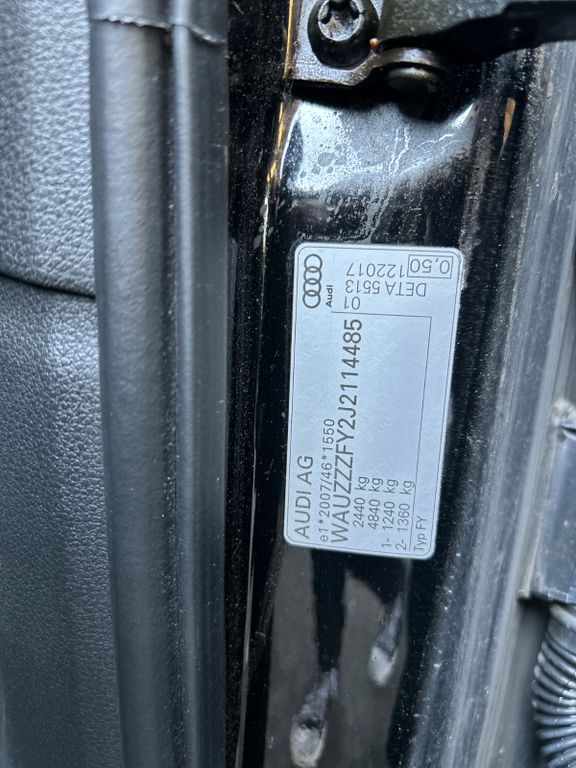 AUDI AG
e1*2007/46*1550
WAUZZZFY2J2114485
2440 kg
4840 kg
1- 1240 kg
2- 1360 kg
Typ FY
Audi
01
DETA 5513
122017
0,50